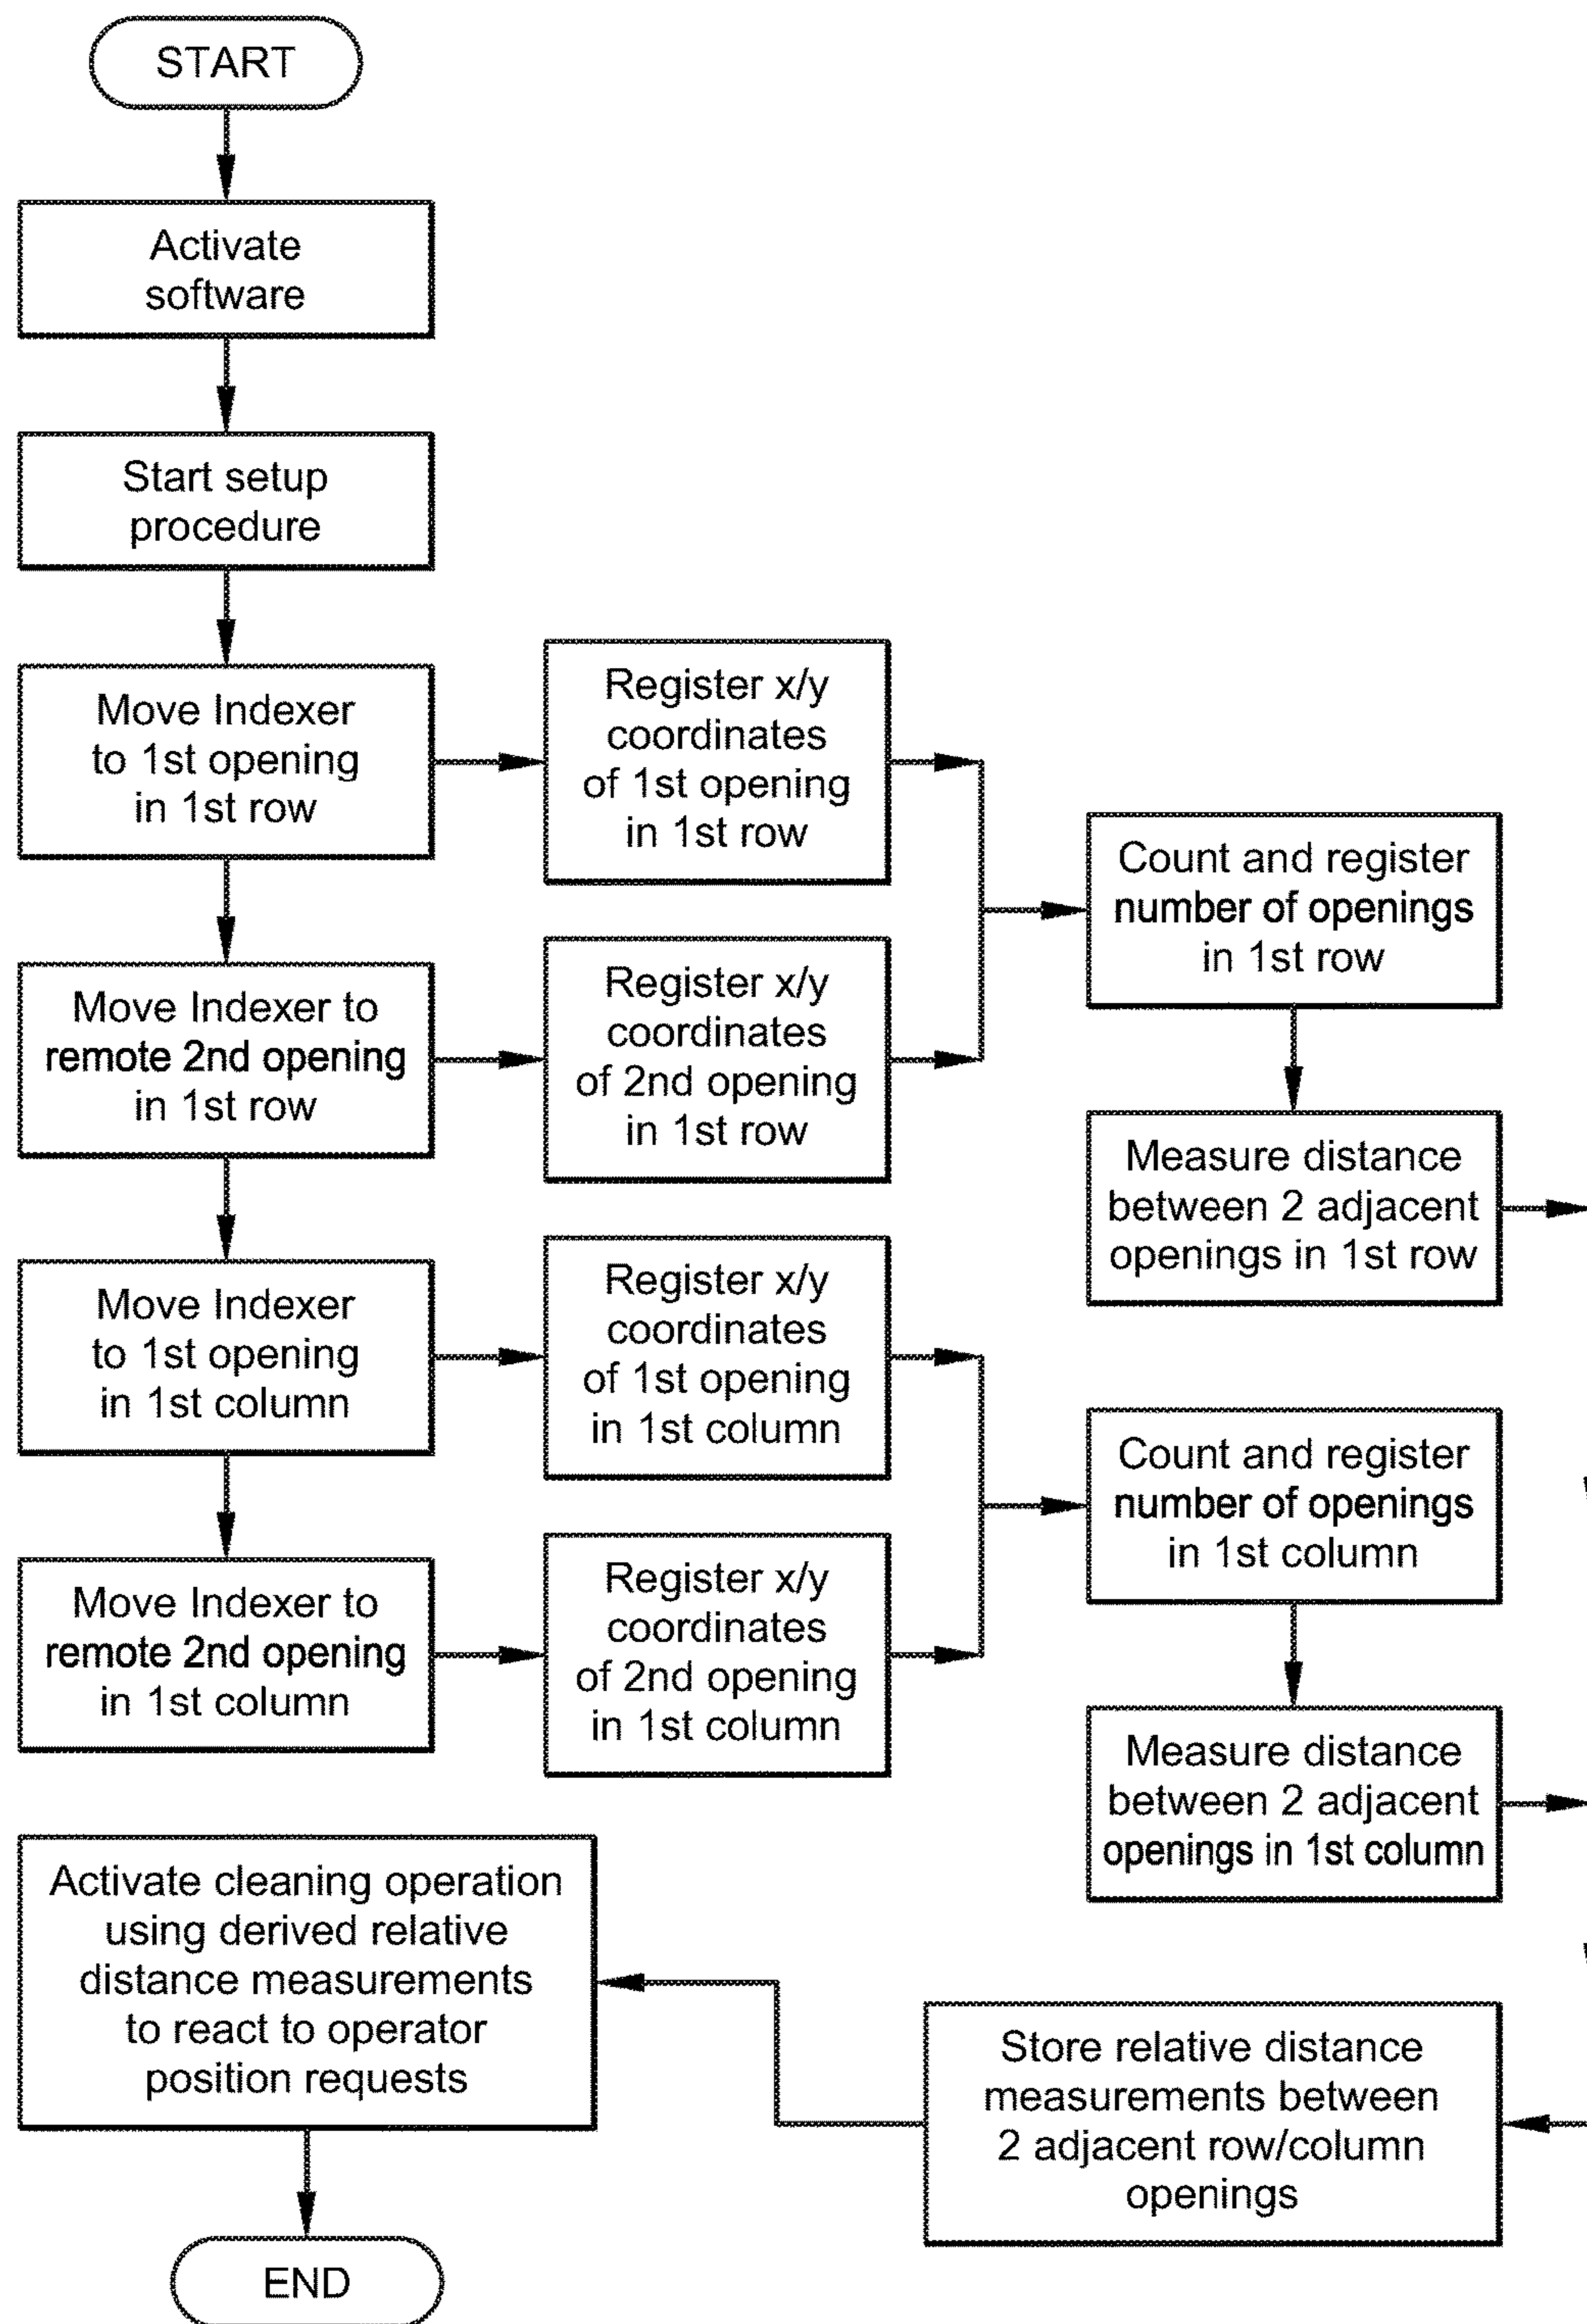 START
Activate
software
Start setup
procedure
Move Indexer
to 1st opening
in 1st row
Register x/y
coordinates
of 1st opening
in 1st row
Move Indexer to
remote 2nd opening
in 1st row
Register x/y
coordinates
of 2nd opening
in 1st row
Count and register
number of openings
in 1st row
Measure distance
between 2 adjacent
openings in 1st row
Move Indexer
to 1st opening
in 1st column
Register x/y
coordinates
of 1st opening
in 1st column
Move Indexer to
remote 2nd opening
in 1st column
Register x/y
coordinates
of 2nd opening
in 1st column
Count and register
number of openings
in 1st column
Measure distance
between 2 adjacent
openings in 1st column
Store relative distance
measurements between
2 adjacent row/column
openings
Activate cleaning operation
using derived relative
distance measurements
to react to operator
position requests
END